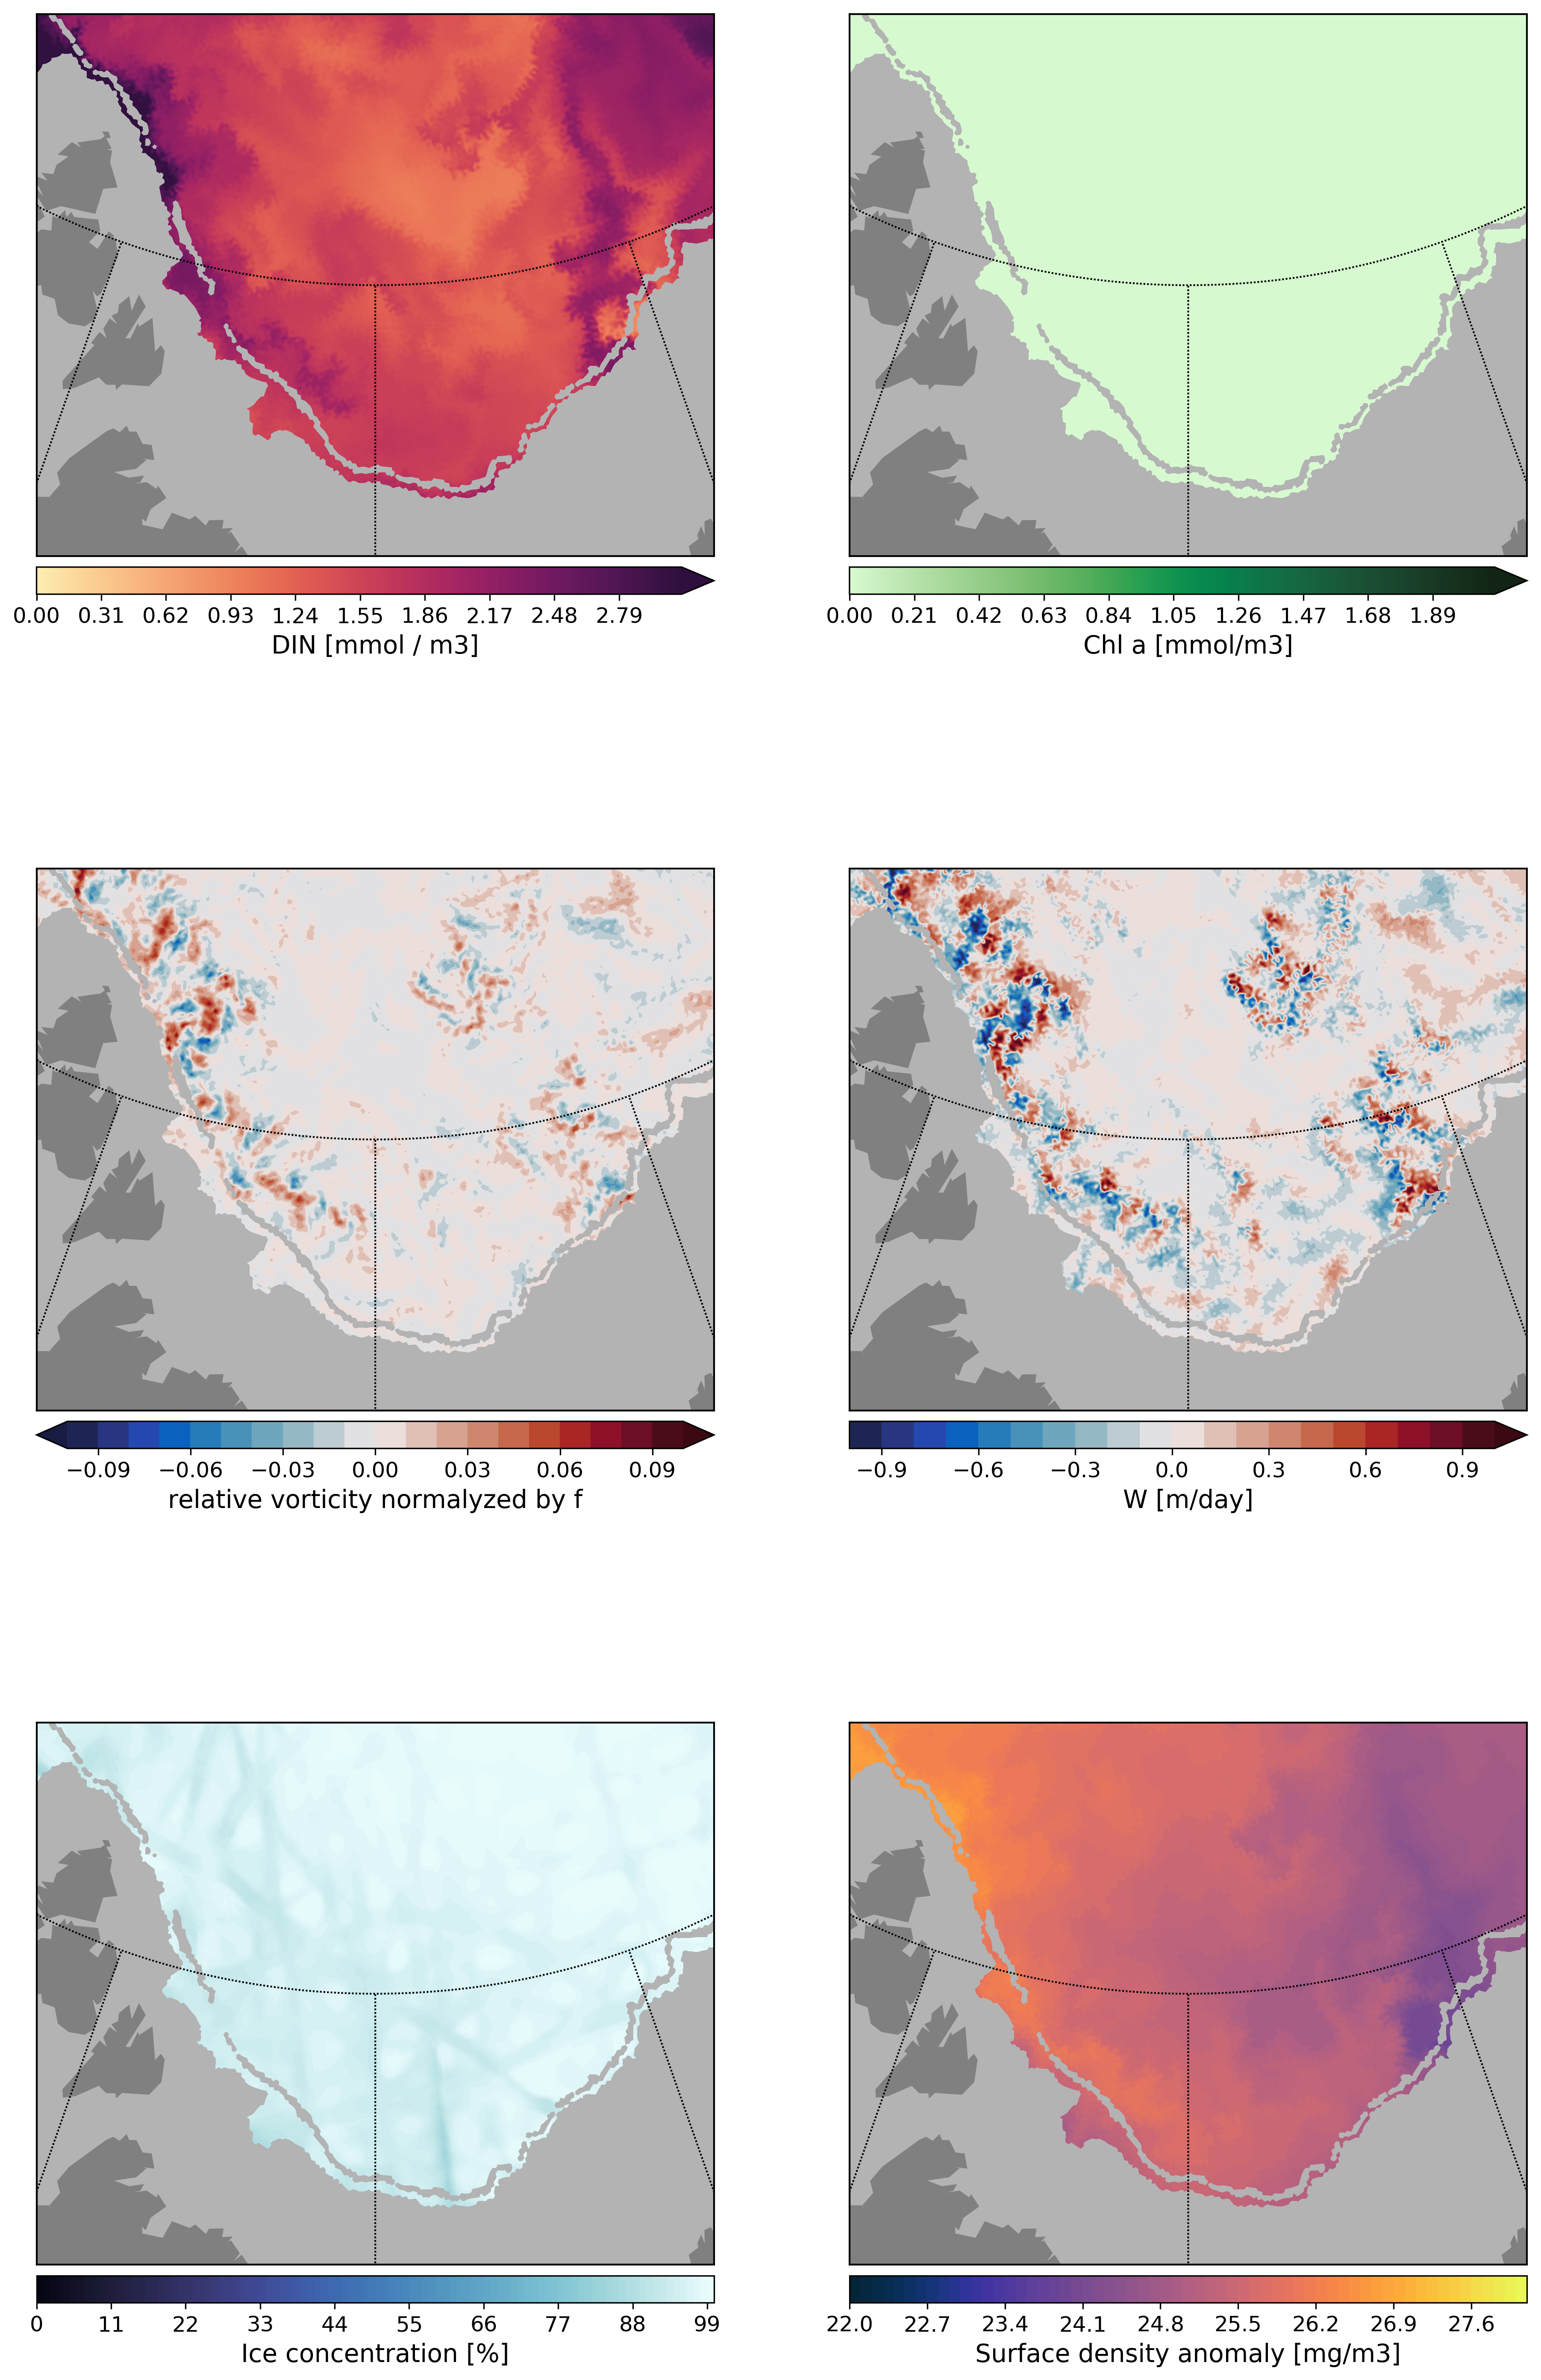 0.00 0.31 0.62 0.93 1.24 1.55 1.86 2.17 2.48 2.79
DIN [mmol / m3]
0.00 0.21 0.42 0.63 0.84 1.05 1.26 1.47 1.68 1.89
Chl a [mmol/m3]
−0.09 −0.06 −0.03 0.00 0.03 0.06 0.09
relative vorticity normalyzed by f
−0.9 −0.6 −0.3 0.0 0.3 0.6 0.9
W [m/day]
0 11 22 33 44 55 66 77 88 99
Ice concentration [%]
22.0 22.7 23.4 24.1 24.8 25.5 26.2 26.9 27.6
Surface density anomaly [mg/m3]